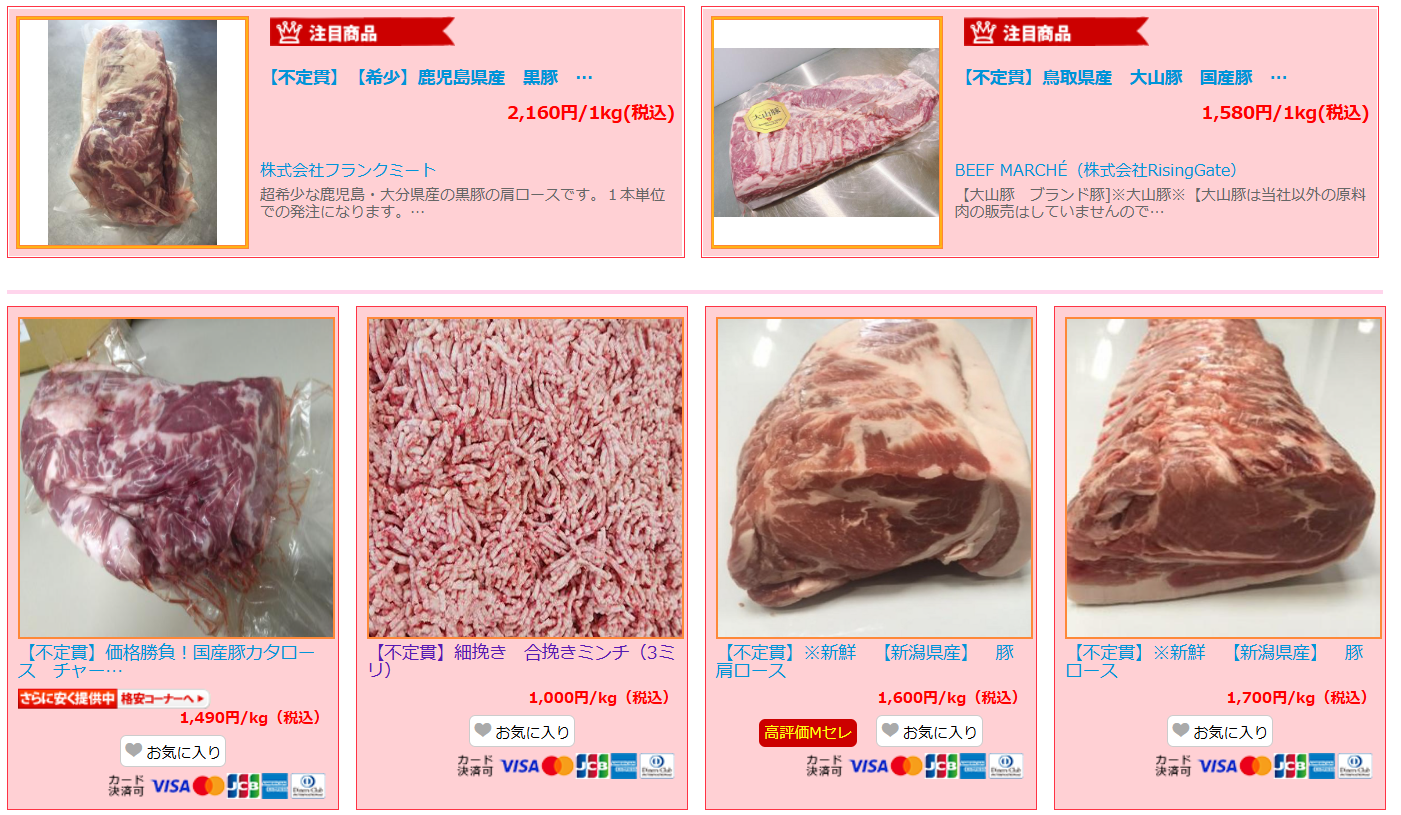 注目商品
【不定貫】【希少】鹿児島県産　黒豚　…
2,160円/1kg(税込)
株式会社フランクミート
超希少な鹿児島・大分県産の黒豚の肩ロースです。１本単位
での発注になります。…
注目商品
【不定貫】鳥取県産　大山豚　国産豚　…
1,580円/1kg(税込)
大山豚
BEEF MARCHÉ（株式会社RisingGate）
【大山豚　ブランド豚]※大山豚※【大山豚は当社以外の原料
肉の販売はしていませんので…
【不定貫】価格勝負！国産豚カタロー
ス　チャー…
さらに安く提供中 格安コーナーへ
1,490円/kg（税込）
お気に入り
カード
決済可 VISA JCB AMERICAN EXPRESS Diners Club
【不定貫】細挽き　合挽きミンチ（3ミ
リ）
1,000円/kg（税込）
お気に入り
カード
決済可 VISA JCB AMERICAN EXPRESS Diners Club
【不定貫】※新鮮　【新潟県産】　豚
肩ロース
1,600円/kg（税込）
高評価Mセレ お気に入り
カード
決済可 VISA JCB AMERICAN EXPRESS Diners Club
【不定貫】※新鮮　【新潟県産】　豚
ロース
1,700円/kg（税込）
お気に入り
カード
決済可 VISA JCB AMERICAN EXPRESS Diners Club